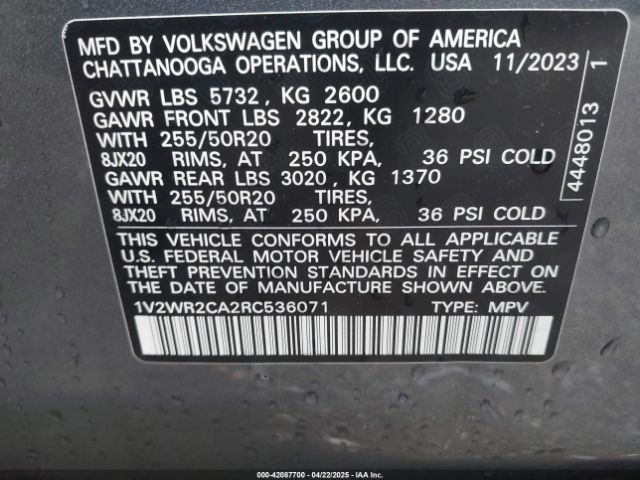 MFD BY VOLKSWAGEN GROUP OF AMERICA
CHATTANOOGA OPERATIONS, LLC. USA 11/2023
GVWR LBS 5732, KG 2600
GAWR FRONT LBS 2822, KG 1280
WITH 255/50R20 TIRES,
8JX20 RIMS, AT 250 KPA, 36 PSI COLD
GAWR REAR LBS 3020, KG 1370
WITH 255/50R20 TIRES,
8JX20 RIMS, AT 250 KPA, 36 PSI COLD
THIS VEHICLE CONFORMS TO ALL APPLICABLE
U.S. FEDERAL MOTOR VEHICLE SAFETY AND
THEFT PREVENTION STANDARDS IN EFFECT ON
THE DATE OF MANUFACTURE SHOWN ABOVE.
1V2WR2CA2RC536071 TYPE: MPV
4448013 1
000-42087700 - 04/22/2025 - IAAI.COM